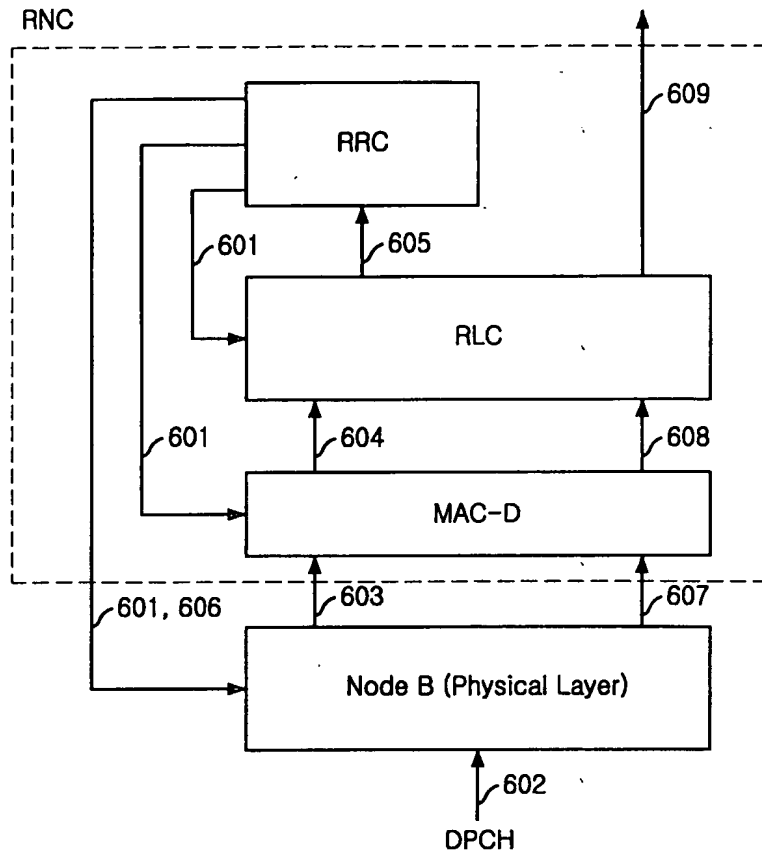 RNC
609
RRC
601
605
RLC
601
604
608
MAC-D
601, 606
603
607
Node B (Physical Layer)
602
DPCH